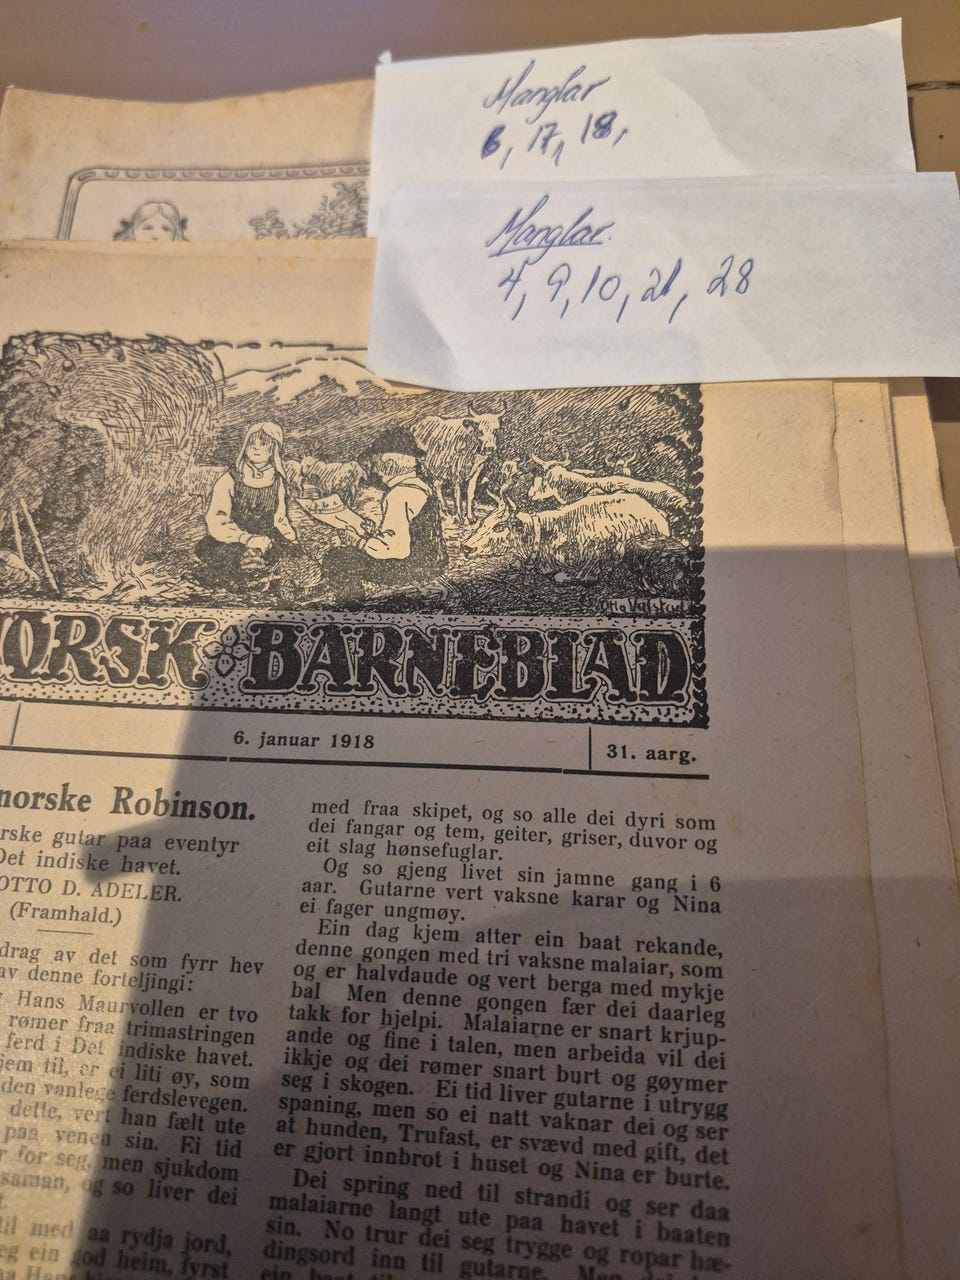 Manglar
6, 17, 18,
Manglar.
4, 9, 10, 21, 28
Otto Valstad
NORSK BARNEBLAD
6. januar 1918
31. aarg.
norske Robinson.
rske gutar paa eventyr
Det indiske havet.
OTTO D. ADELER.
(Framhald.)
drag av det som fyrr hev
av denne forteljingi:
Hans Maurvollen er tvo
rømer fraa trimastringen
ferd i Det indiske havet.
jem til, er ei liti øy, som
den vanlege ferdslevegen.
dette, vert han fælt ute
paa venen sin. Ei tid
r for seg, men sjukdom
saman, og so liver dei
t.
til med aa rydja jord,
eg ein god heim, fyrst
med fraa skipet, og so alle dei dyri som
dei fangar og tem, geiter, griser, duvor og
eit slag hønsefuglar.
Og so gjeng livet sin jamne gang i 6
aar. Gutarne vert vaksne karar og Nina
ei fager ungmøy.
Ein dag kjem atter ein baat rekande,
denne gongen med tri vaksne malaiar, som
og er halvdaude og vert berga med mykje
bal Men denne gongen fær dei daarleg
takk for hjelpi. Malaiarne er snart krjup-
ande og fine i talen, men arbeida vil dei
ikkje og dei rømer snart burt og gøymer
seg i skogen. Ei tid liver gutarne i utrygg
spaning, men so ei natt vaknar dei og ser
at hunden, Trufast, er svævd med gift, det
er gjort innbrot i huset og Nina er burte.
Dei spring ned til strandi og ser daa
malaiarne langt ute paa havet i baaten
sin. No trur dei seg trygge og ropar hæ-
dingsord inn til gutarne. Men dei